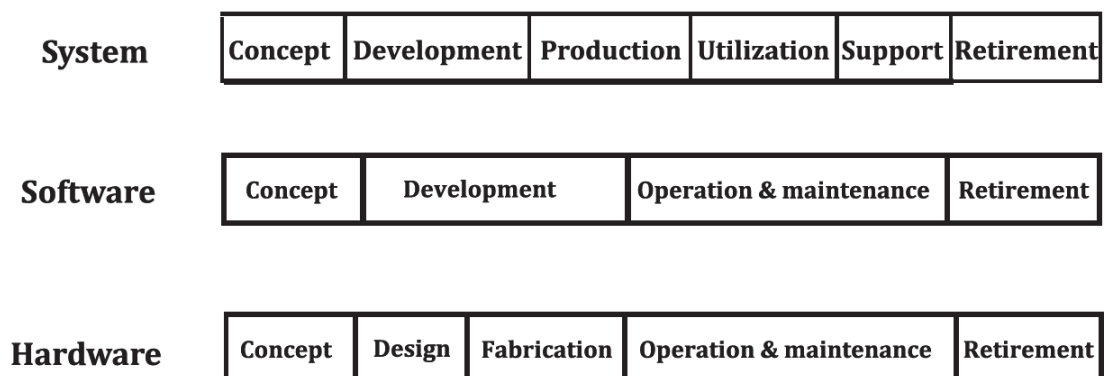 System Concept Development Production Utilization Support Retirement
Software Concept Development Operation & maintenance Retirement
Hardware Concept Design Fabrication Operation & maintenance Retirement